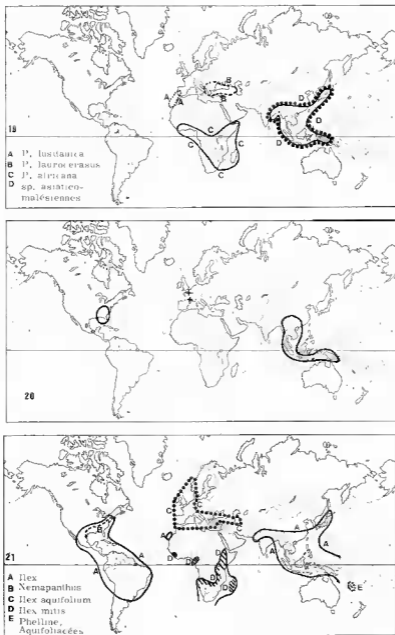 A
A
B
B
C
C
C
C
D
D
D
D
19
A P. lusitanica
B P. laurocerasus
C P. africana
D sp. asiatico-
malésiennes
20
B
A
A
C
A
D
D
D
D
A
A
A
E
21
A Ilex
B Nemapanthus
C Ilex aquifolium
D Ilex mitis
E Phelline,
Aquifoliacées